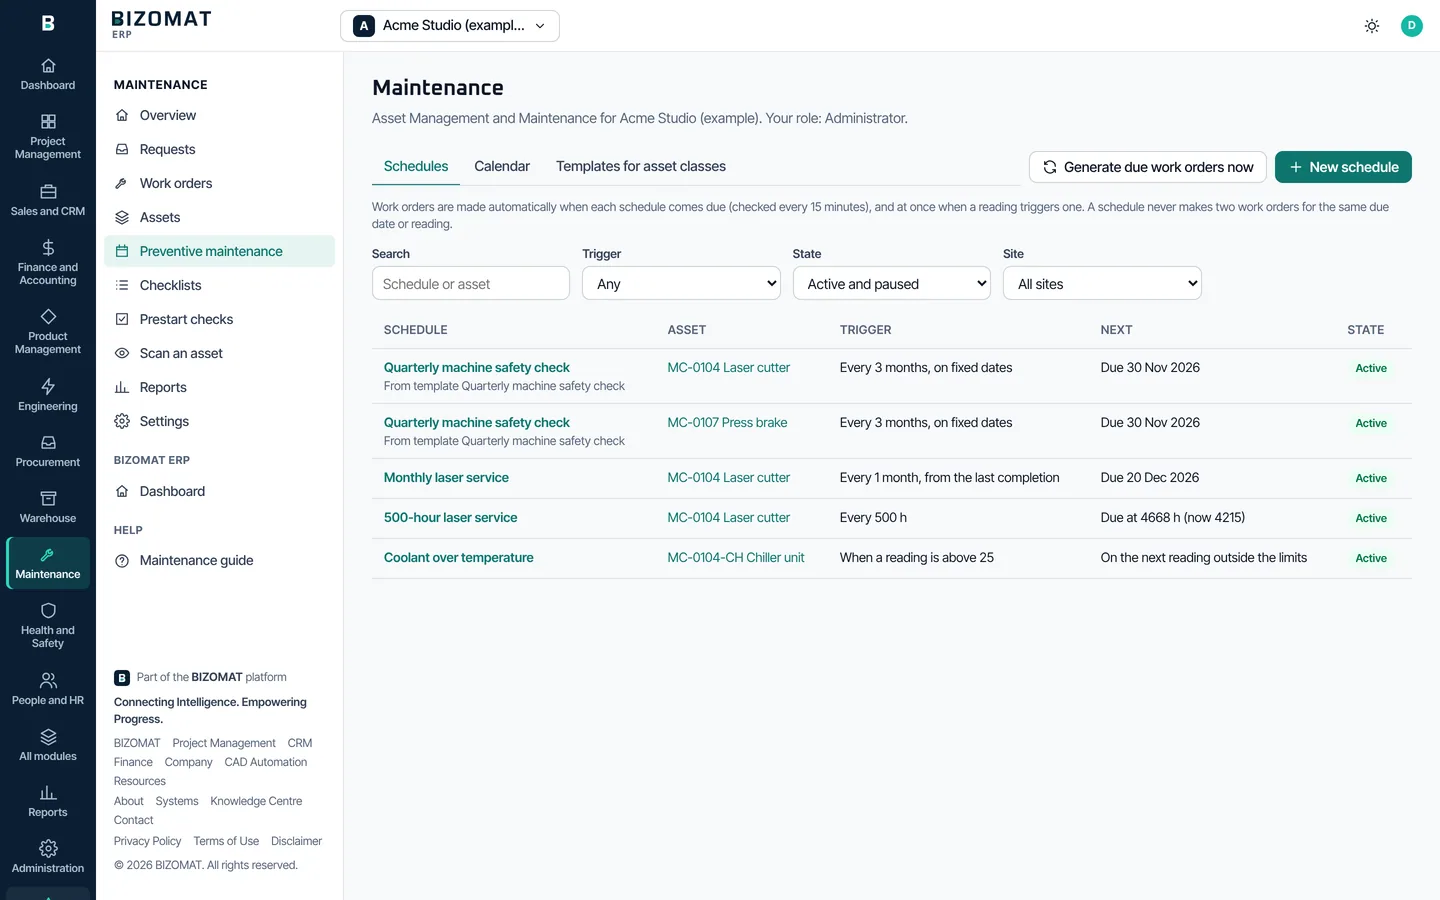 B
Dashboard
Project
Management
Sales and CRM
Finance and
Accounting
Product
Management
Engineering
Procurement
Warehouse
Maintenance
Health and
Safety
People and HR
All modules
Reports
Administration
BIZOMAT
ERP
A Acme Studio (exampl...
D
MAINTENANCE
Overview
Requests
Work orders
Assets
Preventive maintenance
Checklists
Prestart checks
Scan an asset
Reports
Settings
BIZOMAT ERP
Dashboard
HELP
Maintenance guide
B Part of the BIZOMAT platform
Connecting Intelligence. Empowering
Progress.
BIZOMAT Project Management CRM
Finance Company CAD Automation
Resources
About Systems Knowledge Centre
Contact
Privacy Policy Terms of Use Disclaimer
© 2026 BIZOMAT. All rights reserved.
Maintenance
Asset Management and Maintenance for Acme Studio (example). Your role: Administrator.
Schedules Calendar Templates for asset classes
Generate due work orders now
+ New schedule
Work orders are made automatically when each schedule comes due (checked every 15 minutes), and at once when a reading triggers one. A schedule never makes two work orders for the same due
date or reading.
Search Trigger State Site
Schedule or asset Any Active and paused All sites
SCHEDULE ASSET TRIGGER NEXT STATE
Quarterly machine safety check MC-0104 Laser cutter Every 3 months, on fixed dates Due 30 Nov 2026 Active
From template Quarterly machine safety check
Quarterly machine safety check MC-0107 Press brake Every 3 months, on fixed dates Due 30 Nov 2026 Active
From template Quarterly machine safety check
Monthly laser service MC-0104 Laser cutter Every 1 month, from the last completion Due 20 Dec 2026 Active
500-hour laser service MC-0104 Laser cutter Every 500 h Due at 4668 h (now 4215) Active
Coolant over temperature MC-0104-CH Chiller unit When a reading is above 25 On the next reading outside the limits Active